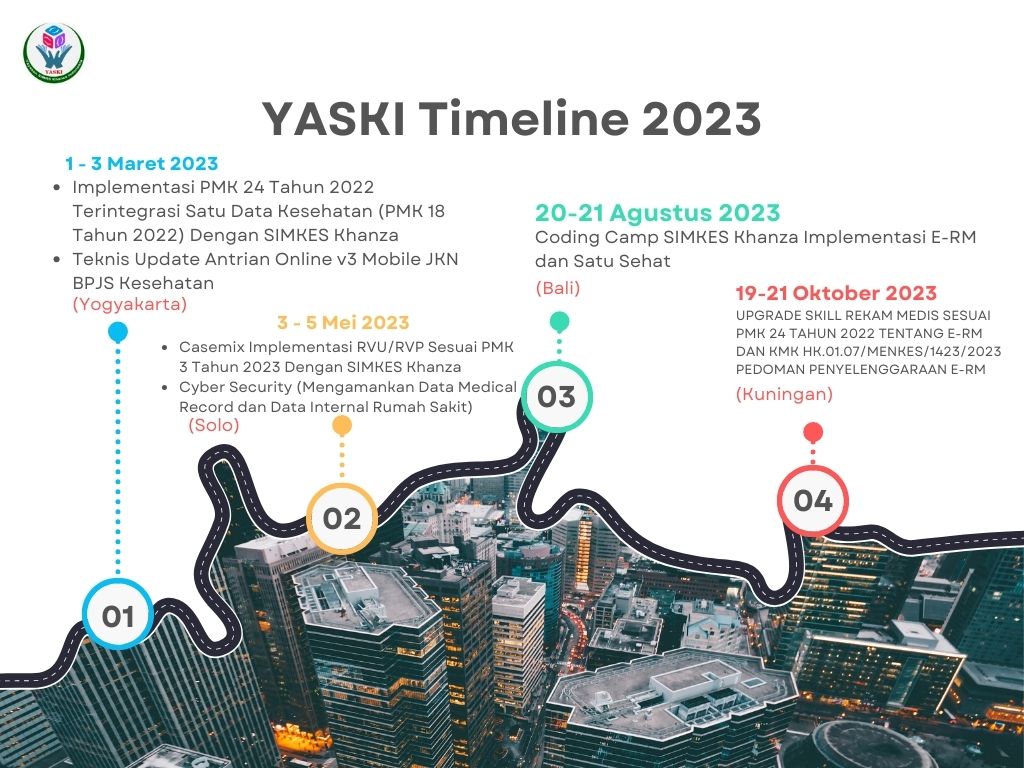 YASKI
YASKI Timeline 2023
1 - 3 Maret 2023
• Implementasi PMK 24 Tahun 2022
Terintegrasi Satu Data Kesehatan (PMK 18
Tahun 2022) Dengan SIMKES Khanza
• Teknis Update Antrian Online v3 Mobile JKN
BPJS Kesehatan
(Yogyakarta)
3 - 5 Mei 2023
• Casemix Implementasi RVU/RVP Sesuai PMK
3 Tahun 2023 Dengan SIMKES Khanza
• Cyber Security (Mengamankan Data Medical
Record dan Data Internal Rumah Sakit)
(Solo)
20-21 Agustus 2023
Coding Camp SIMKES Khanza Implementasi E-RM
dan Satu Sehat
(Bali)
19-21 Oktober 2023
UPGRADE SKILL REKAM MEDIS SESUAI
PMK 24 TAHUN 2022 TENTANG E-RM
DAN KMK HK.01.07/MENKES/1423/2023
PEDOMAN PENYELENGGARAAN E-RM
(Kuningan)
01
02
03
04